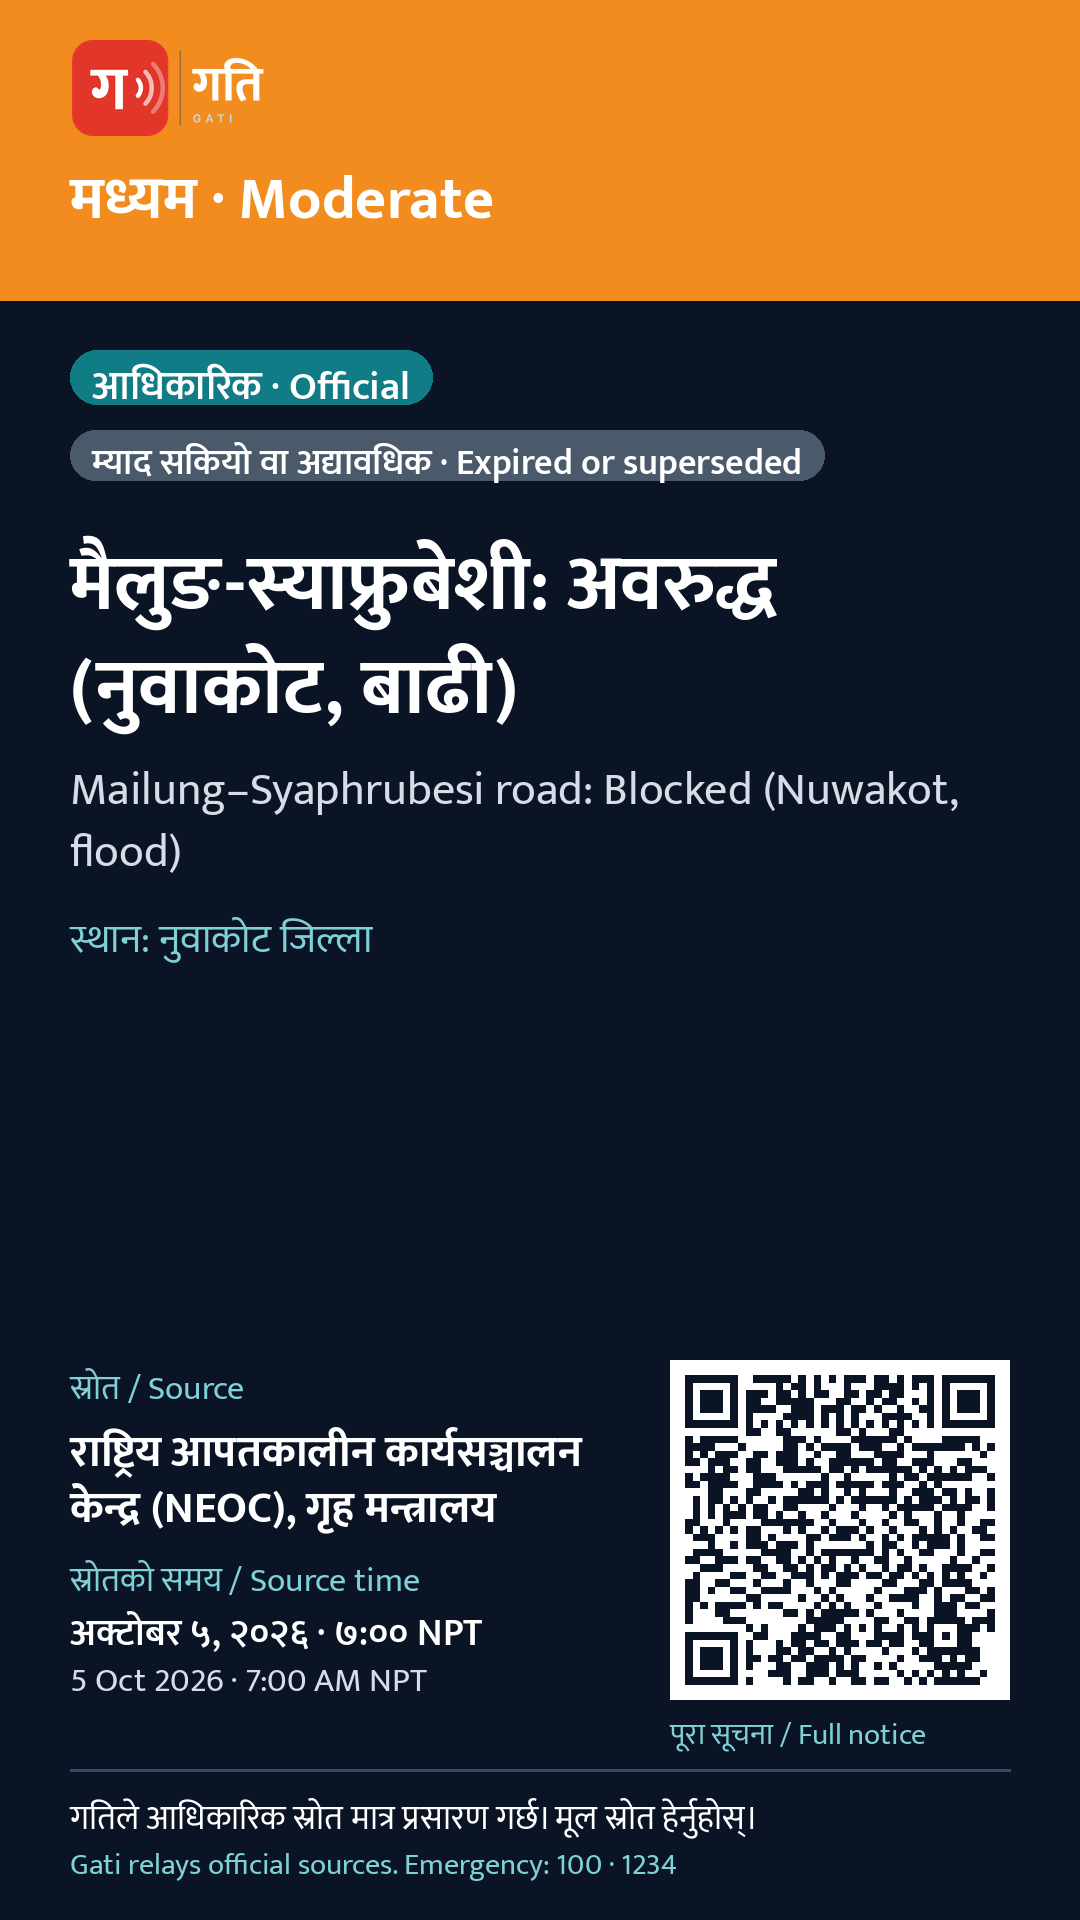 ग
गति
GATI
मध्यम · Moderate
आधिकारिक · Official
म्याद सकियो वा अद्यावधिक · Expired or superseded
मैलुङ-स्याफ्रुबेशी: अवरुद्ध
(नुवाकोट, बाढी)
Mailung–Syaphrubesi road: Blocked (Nuwakot,
flood)
स्थान: नुवाकोट जिल्ला
स्रोत / Source
राष्ट्रिय आपतकालीन कार्यसञ्चालन
केन्द्र (NEOC), गृह मन्त्रालय
स्रोतको समय / Source time
अक्टोबर ५, २०२६ · ७:०० NPT
5 Oct 2026 · 7:00 AM NPT
पूरा सूचना / Full notice
गतिले आधिकारिक स्रोत मात्र प्रसारण गर्छ। मूल स्रोत हेर्नुहोस्।
Gati relays official sources. Emergency: 100 · 1234